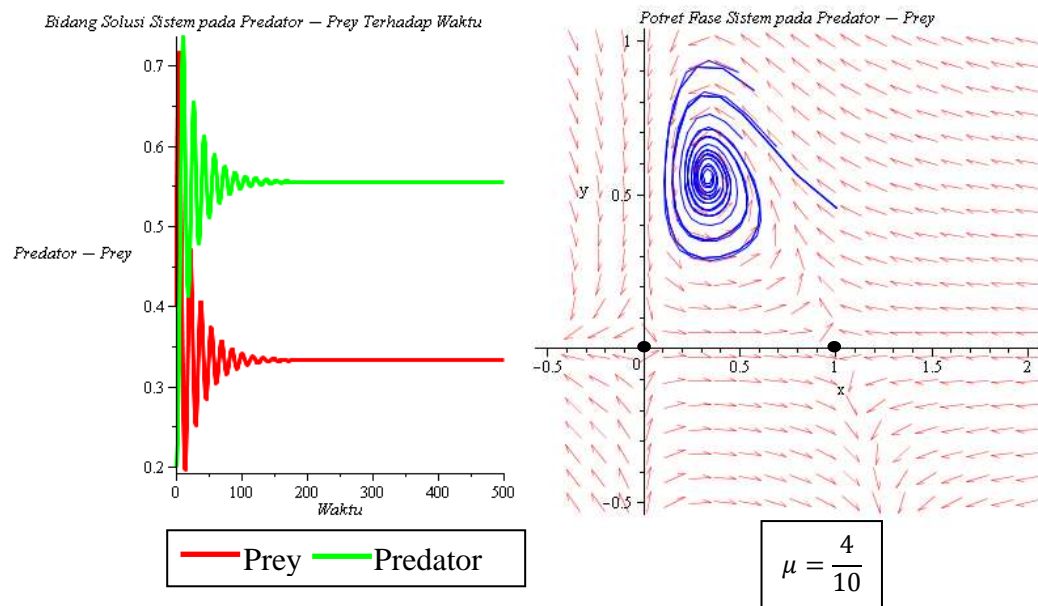 Bidang Solusi Sistem pada Predator – Prey Terhadap Waktu
0.7
0.6
0.5
Predator – Prey
0.4
0.3
0.2
0 100 200 300 400 500
Waktu
Prey Predator
Potret Fase Sistem pada Predator – Prey
1
y
0.5
-0.5 0 0.5 1 1.5 2
x
-0.5
μ = 4/10